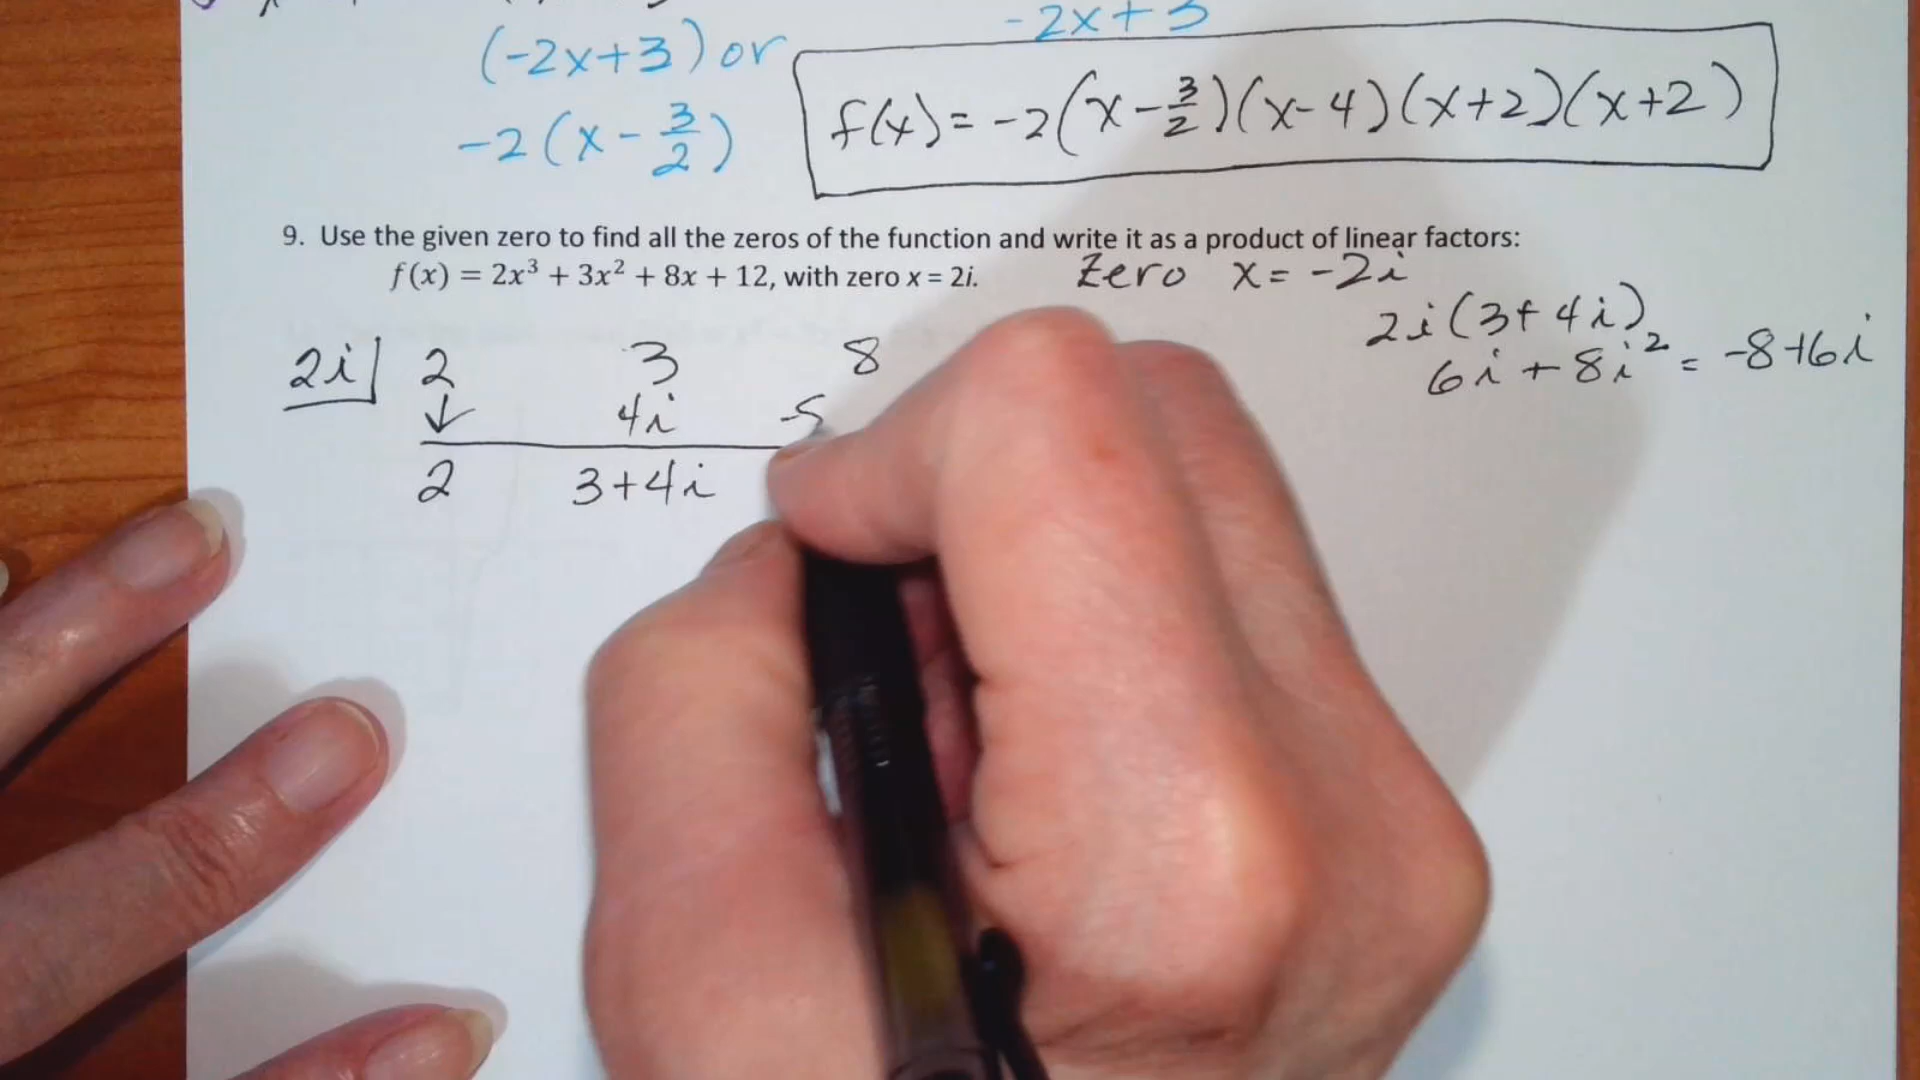 (-2x+3) or
-2x+3
-2(x-3/2)
f(x)=-2(x-3/2)(x-4)(x+2)(x+2)
9. Use the given zero to find all the zeros of the function and write it as a product of linear factors:
f(x) = 2x³ + 3x² + 8x + 12, with zero x = 2i.
Zero x=-2i
2i(3+4i)
6i+8i²=-8+6i
2i| 2 3 8
↓ 4i
2 3+4i